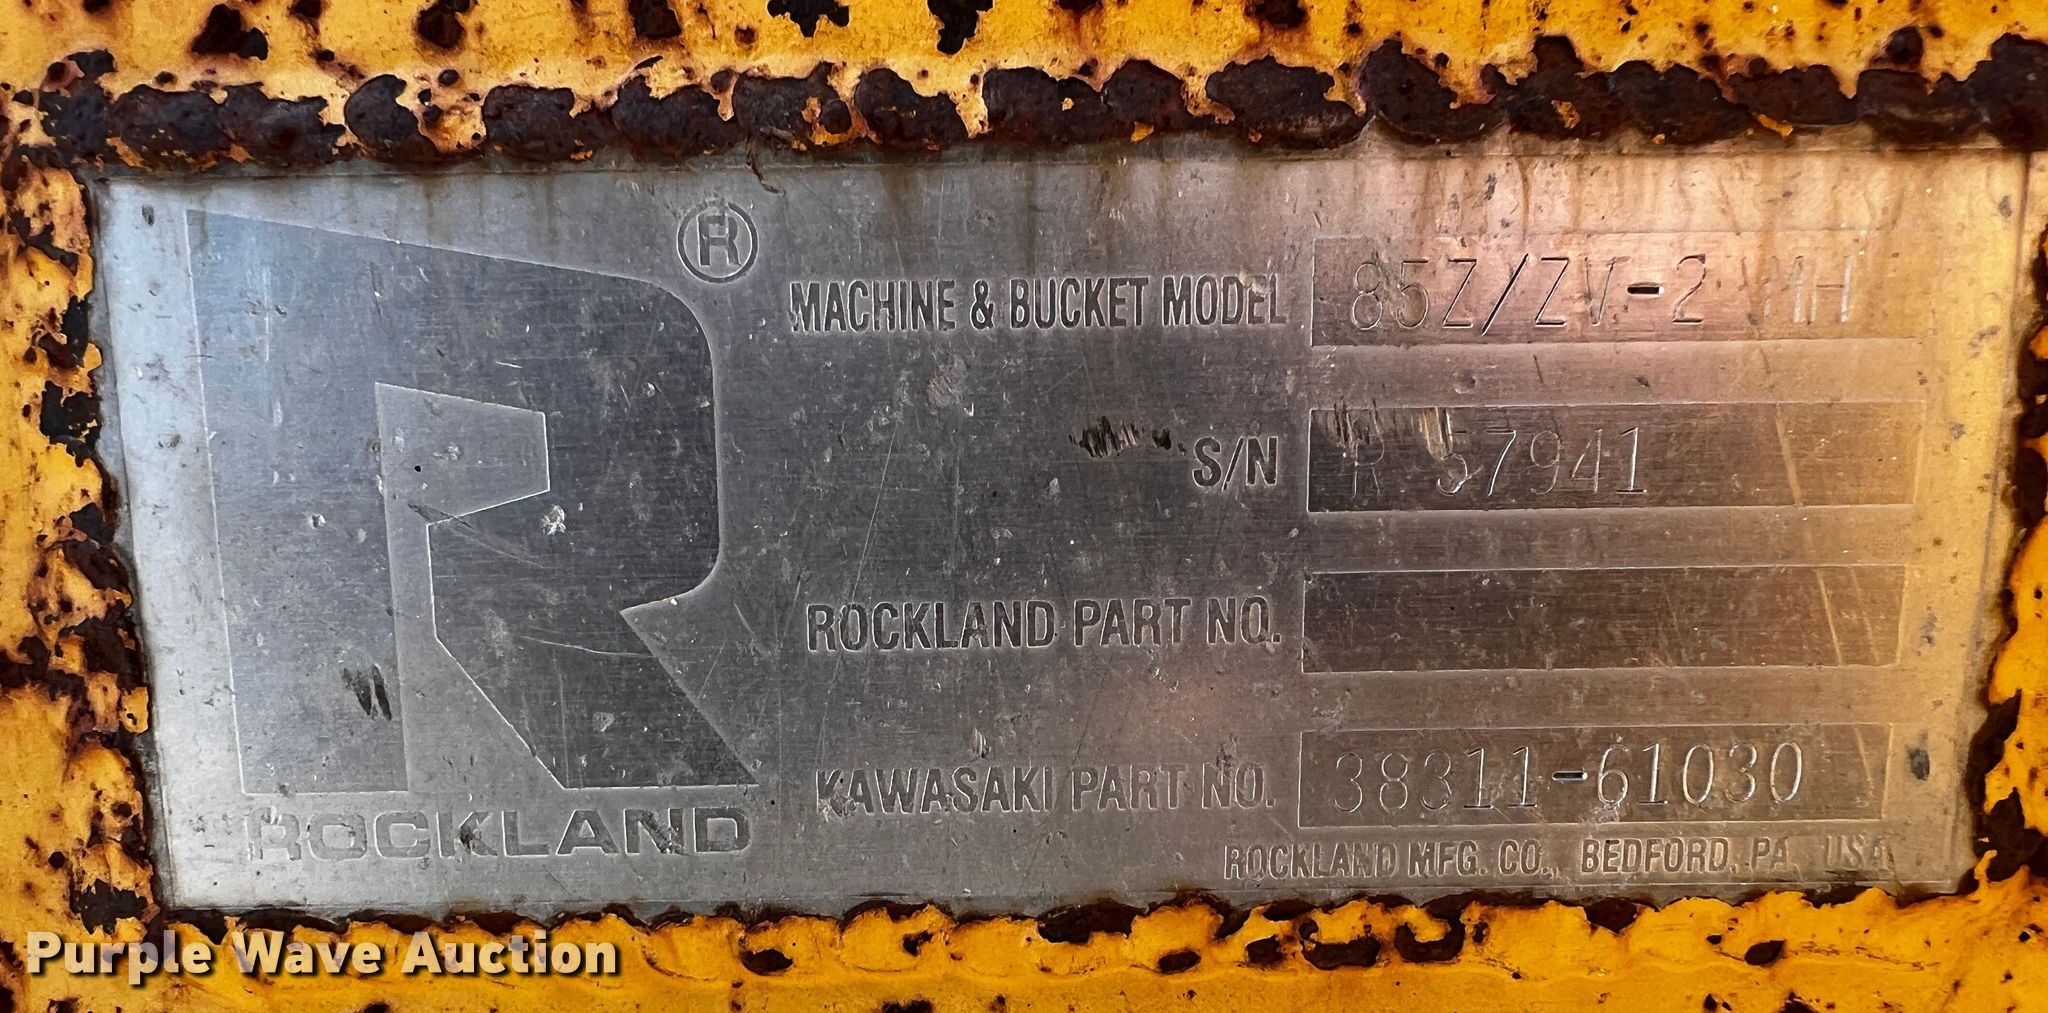 ®
MACHINE & BUCKET MODEL 85Z/ZV-2 MH
S/N R 57941
ROCKLAND PART NO.
KAWASAKI PART NO. 38311-61030
ROCKLAND
ROCKLAND MFG. CO., BEDFORD, PA. USA
Purple Wave Auction